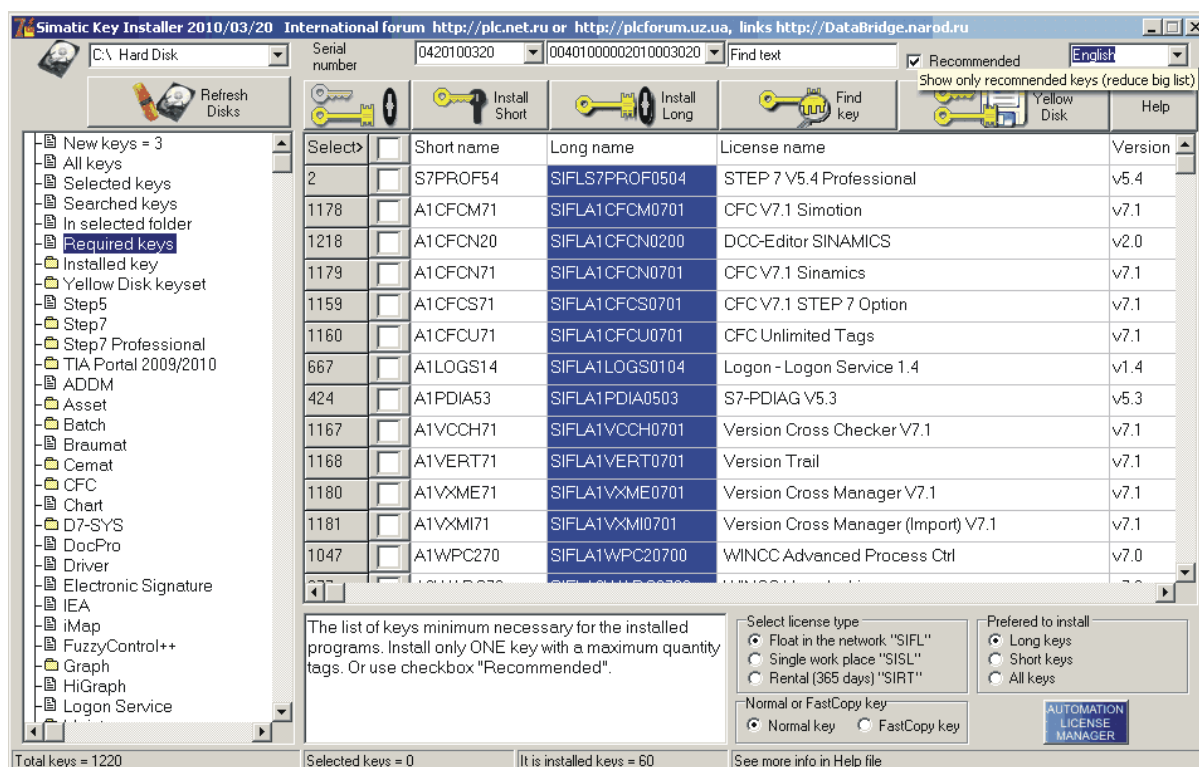 Simatic Key Installer 2010/03/20 International forum http://plc.net.ru or http://plcforum.uz.ua, links http://DataBridge.narod.ru
C:\ Hard Disk
Serial number
0420100320
00401000002010003020
Find text
Recommended
English
Show only recomnended keys (reduce big list)
Refresh Disks
Install Short
Install Long
Find key
Yellow Disk
Help
New keys = 3
All keys
Selected keys
Searched keys
In selected folder
Required keys
Installed key
Yellow Disk keyset
Step5
Step7
Step7 Professional
TIA Portal 2009/2010
ADDM
Asset
Batch
Braumat
Cemat
CFC
Chart
D7-SYS
DocPro
Driver
Electronic Signature
IEA
iMap
FuzzyControl++
Graph
HiGraph
Logon Service
Select> Short name Long name License name Version
2 S7PROF54 SIFLS7PROF0504 STEP 7 V5.4 Professional v5.4
1178 A1CFCM71 SIFLA1CFCM0701 CFC V7.1 Simotion v7.1
1218 A1CFCN20 SIFLA1CFCN0200 DCC-Editor SINAMICS v2.0
1179 A1CFCN71 SIFLA1CFCN0701 CFC V7.1 Sinamics v7.1
1159 A1CFCS71 SIFLA1CFCS0701 CFC V7.1 STEP 7 Option v7.1
1160 A1CFCU71 SIFLA1CFCU0701 CFC Unlimited Tags v7.1
667 A1LOGS14 SIFLA1LOGS0104 Logon - Logon Service 1.4 v1.4
424 A1PDIA53 SIFLA1PDIA0503 S7-PDIAG V5.3 v5.3
1167 A1VCCH71 SIFLA1VCCH0701 Version Cross Checker V7.1 v7.1
1168 A1VERT71 SIFLA1VERT0701 Version Trail v7.1
1180 A1VXME71 SIFLA1VXME0701 Version Cross Manager V7.1 v7.1
1181 A1VXMI71 SIFLA1VXMI0701 Version Cross Manager (Import) V7.1 v7.1
1047 A1WPC270 SIFLA1WPC20700 WINCC Advanced Process Ctrl v7.0
The list of keys minimum necessary for the installed
programs. Install only ONE key with a maximum quantity
tags. Or use checkbox "Recommended".
Select license type
Float in the network "SIFL"
Single work place "SISL"
Rental (365 days) "SIRT"
Normal or FastCopy key
Normal key FastCopy key
Prefered to install
Long keys
Short keys
All keys
AUTOMATION
LICENSE
MANAGER
Total keys = 1220
Selected keys = 0
It is installed keys = 60
See more info in Help file